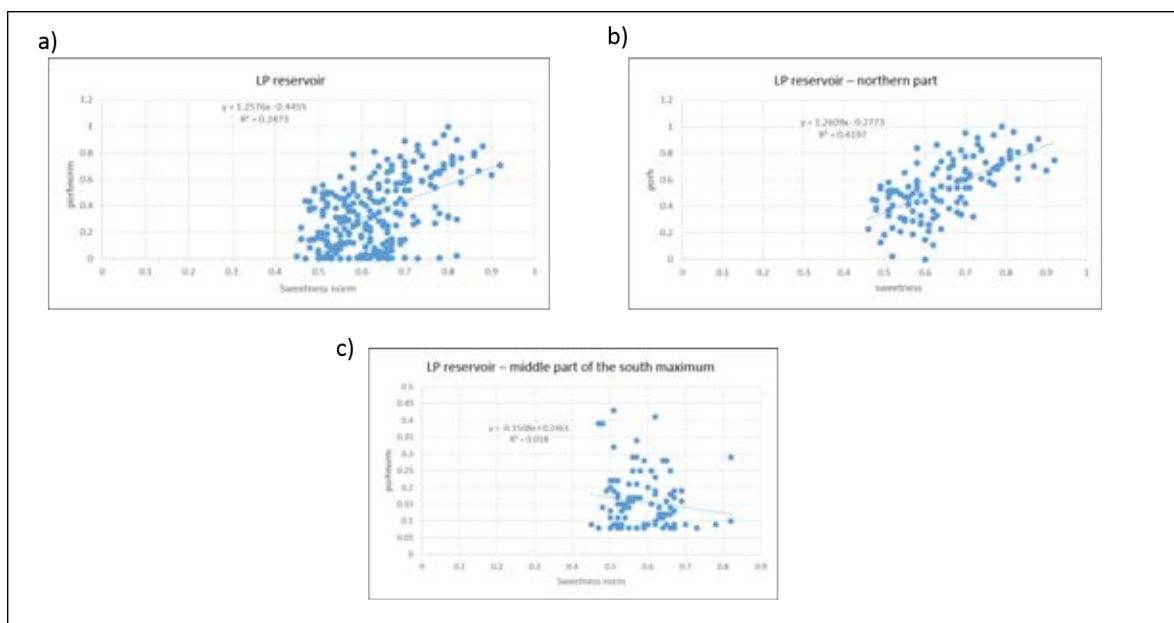 a)
LP reservoir
y = 1.2576x - 0.4455
R² = 0.2473
1.2
1
0.8
0.6
0.4
0.2
0
0 0.1 0.2 0.3 0.4 0.5 0.6 0.7 0.8 0.9 1
Sweetness norm
b)
LP reservoir – northern part
y = 1.2609x - 0.2773
R² = 0.4197
1.2
1
0.8
0.6
0.4
0.2
0
0 0.1 0.2 0.3 0.4 0.5 0.6 0.7 0.8 0.9 1
sweetness
c)
LP reservoir – middle part of the south maximum
R² = 0.018
0.5
0.45
0.4
0.35
0.3
0.25
0.2
0.15
0.1
0.05
0
0 0.1 0.2 0.3 0.4 0.5 0.6 0.7 0.8 0.9
Sweetness norm